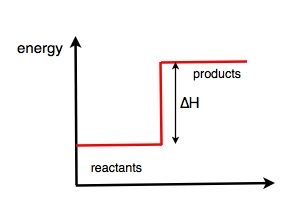 energy
products
ΔH
reactants